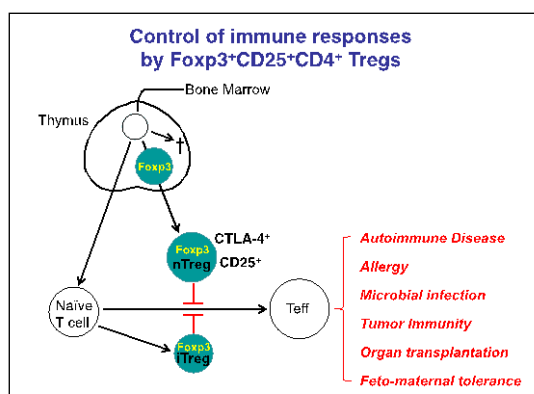 Control of immune responses
by Foxp3⁺CD25⁺CD4⁺ Tregs
Bone Marrow
Thymus
†
Foxp3
CTLA-4⁺
Foxp3
nTreg
CD25⁺
Naïve
T cell
Teff
Foxp3
iTreg
Autoimmune Disease
Allergy
Microbial infection
Tumor Immunity
Organ transplantation
Feto-maternal tolerance